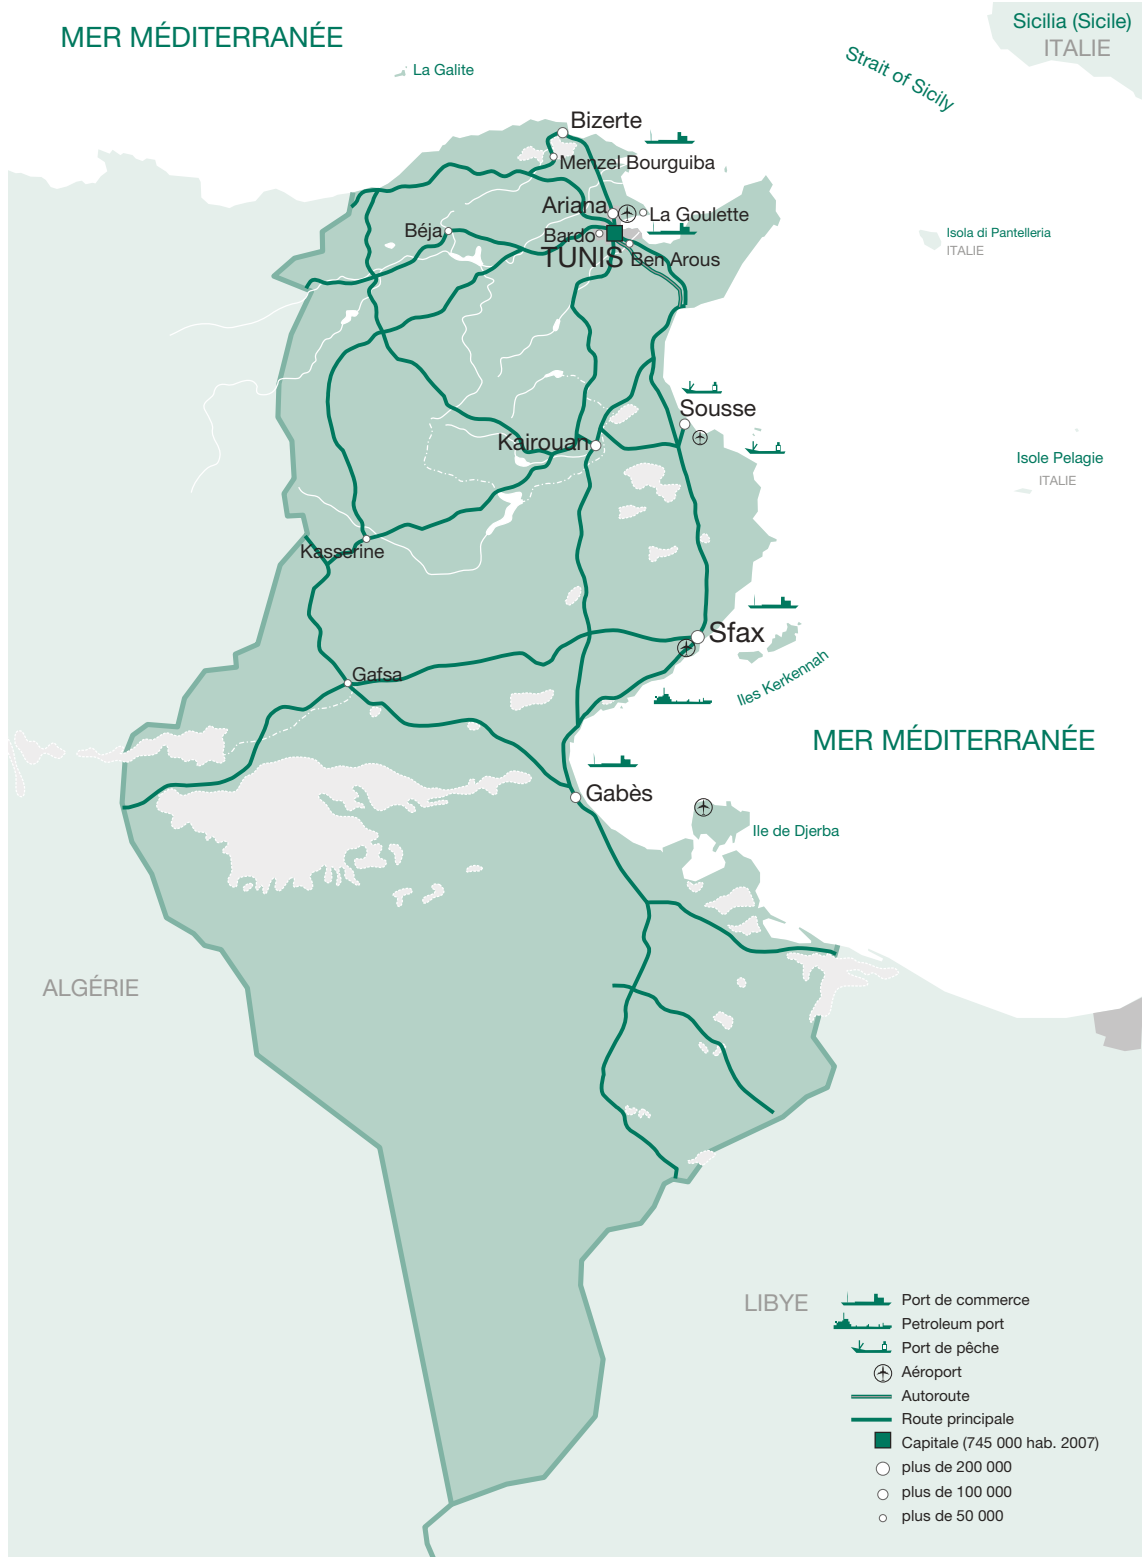 Sicilia (Sicile)
ITALIE
MER MÉDITERRANÉE
La Galite
Strait of Sicily
Bizerte
Menzel Bourguiba
Ariana
La Goulette
Béja
Bardo
TUNIS
Ben Arous
Isola di Pantelleria
ITALIE
Sousse
Kairouan
Isole Pelagie
ITALIE
Kasserine
Sfax
Iles Kerkennah
Gafsa
MER MÉDITERRANÉE
Gabès
Ile de Djerba
ALGÉRIE
LIBYE
Port de commerce
Petroleum port
Port de pêche
Aéroport
Autoroute
Route principale
Capitale (745 000 hab. 2007)
plus de 200 000
plus de 100 000
plus de 50 000